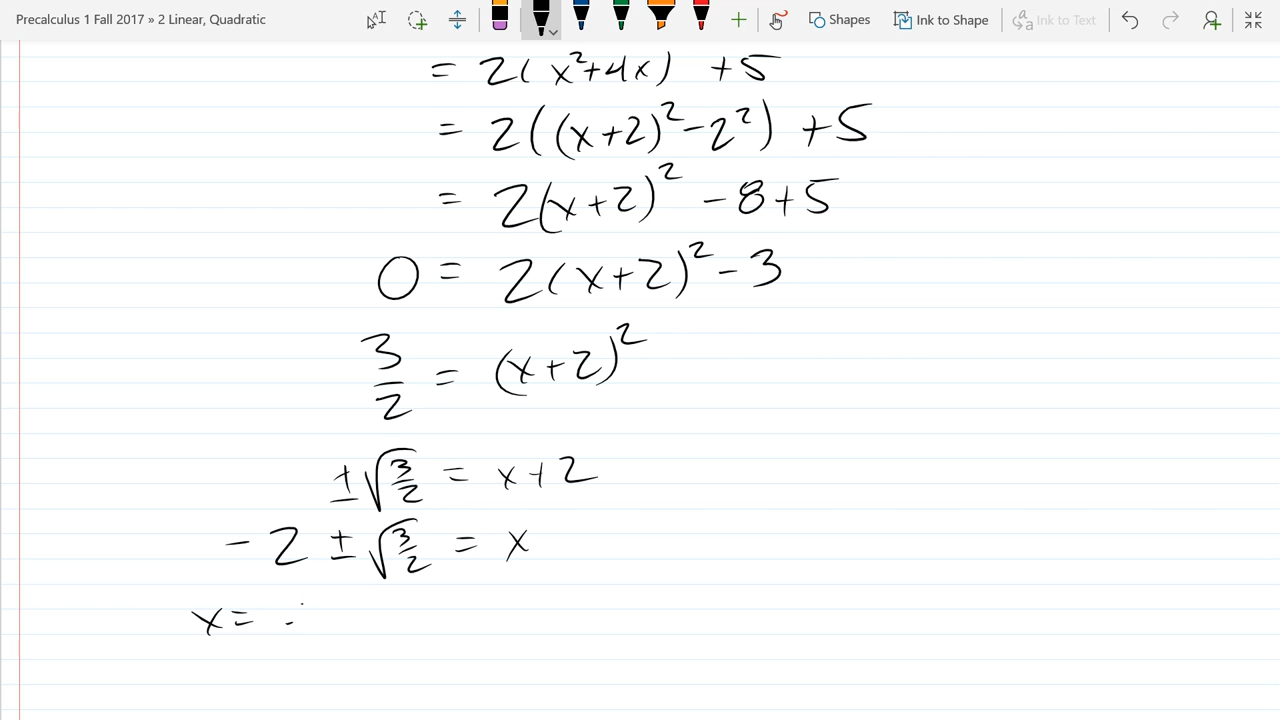 Precalculus 1 Fall 2017 » 2 Linear, Quadratic
Shapes
Ink to Shape
Ink to Text
= 2(x²+4x) +5
= 2((x+2)²-2²) +5
= 2(x+2)² -8+5
0 = 2(x+2)²-3
3/2 = (x+2)²
±√(3/2) = x+2
-2 ±√(3/2) = x
x=